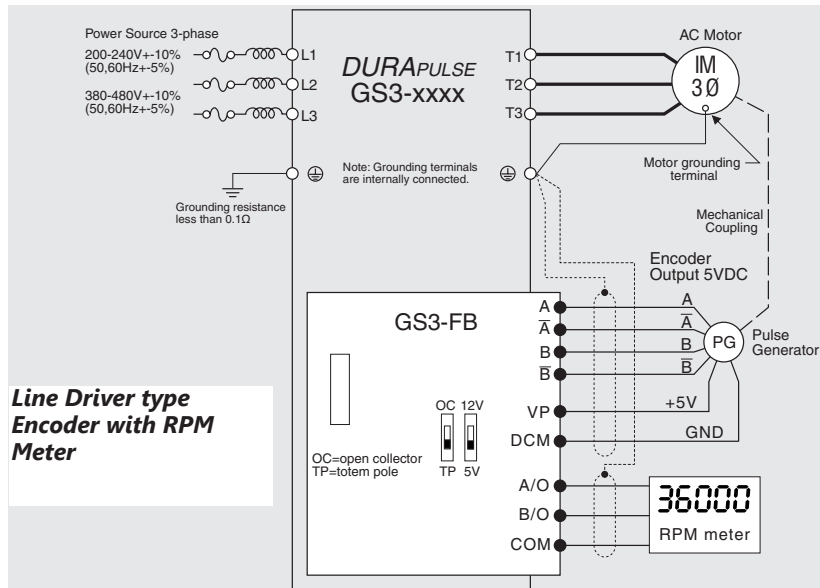 Power Source 3-phase
200-240V+-10%
(50,60Hz+-5%)
380-480V+-10%
(50,60Hz+-5%)
L1
L2
L3
DURAPULSE
GS3-xxxx
T1
T2
T3
AC Motor
IM
3Ø
Note: Grounding terminals
are internally connected.
Grounding resistance
less than 0.1Ω
Motor grounding
terminal
Mechanical
Coupling
Encoder
Output 5VDC
GS3-FB
A
A̅
B
B̅
VP
DCM
A
A̅
B
B̅
+5V
GND
PG
Pulse
Generator
Line Driver type
Encoder with RPM
Meter
OC 12V
TP 5V
OC=open collector
TP=totem pole
A/O
B/O
COM
36000
RPM meter